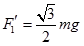 F₁′ = √3/2 mg